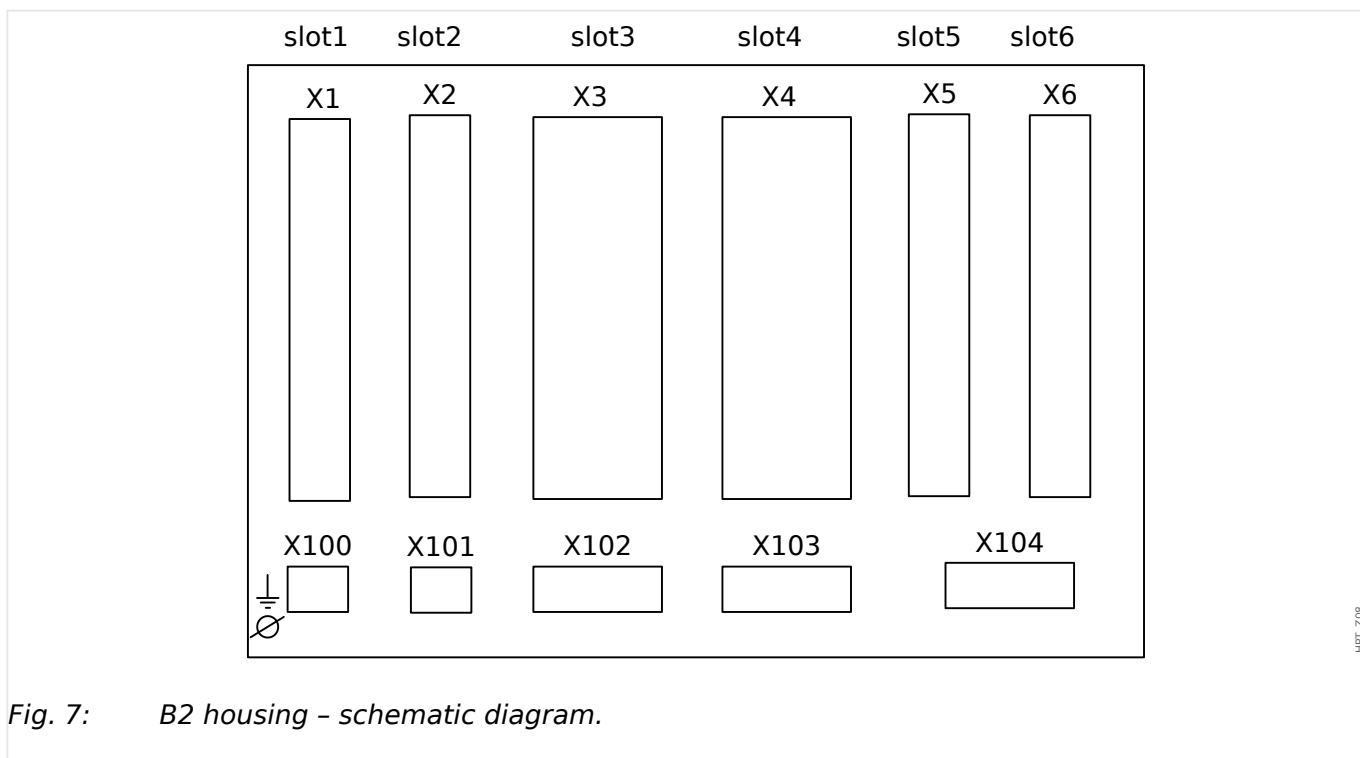 slot1 slot2 slot3 slot4 slot5 slot6
X1 X2 X3 X4 X5 X6
X100 X101 X102 X103 X104
Fig. 7: B2 housing – schematic diagram.